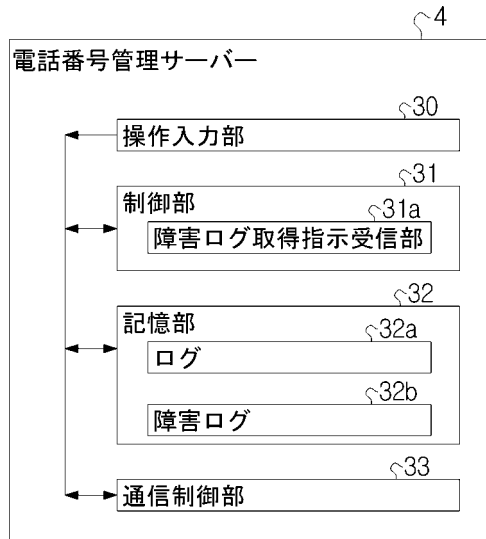 4
電話番号管理サーバー
30
操作入力部
31
制御部
31a
障害ログ取得指示受信部
32
記憶部
32a
ログ
32b
障害ログ
33
通信制御部